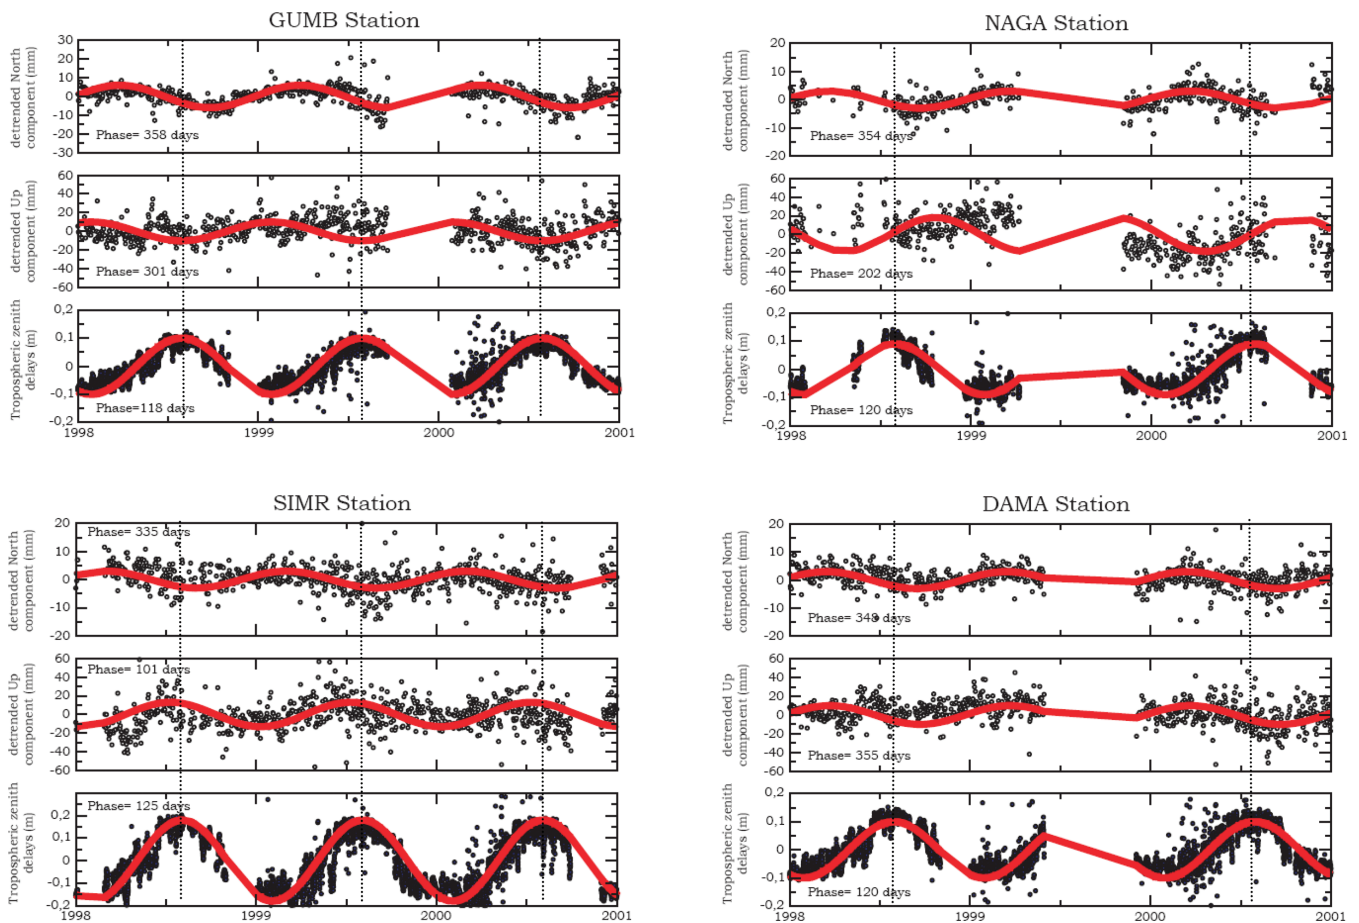 GUMB Station
detrended North
component (mm)
30
20
10
0
-10
-20
-30
Phase= 358 days
detrended Up
component (mm)
60
40
20
0
-20
-40
-60
Phase= 301 days
Tropospheric zenith
delays (m)
0,2
0,1
0
-0,1
-0,2
Phase=118 days
1998
1999
2000
2001
NAGA Station
detrended North
component (mm)
20
10
0
-10
-20
Phase= 354 days
detrended Up
component (mm)
60
40
20
0
-20
-40
-60
Phase= 202 days
Tropospheric zenith
delays (m)
0,2
0,1
0
-0,1
-0,2
Phase= 120 days
1998
1999
2000
2001
SIMR Station
detrended North
component (mm)
20
10
0
-10
-20
Phase= 335 days
detrended Up
component (mm)
60
40
20
0
-20
-40
-60
Phase= 101 days
Tropospheric zenith
delays (m)
0,2
0,1
0
-0,1
-0,2
Phase= 125 days
1998
1999
2000
2001
DAMA Station
detrended North
component (mm)
20
10
0
-10
-20
Phase= 348 days
detrended Up
component (mm)
60
40
20
0
-20
-40
-60
Phase= 355 days
Tropospheric zenith
delays (m)
0,2
0,1
0
-0,1
-0,2
Phase= 120 days
1998
1999
2000
2001